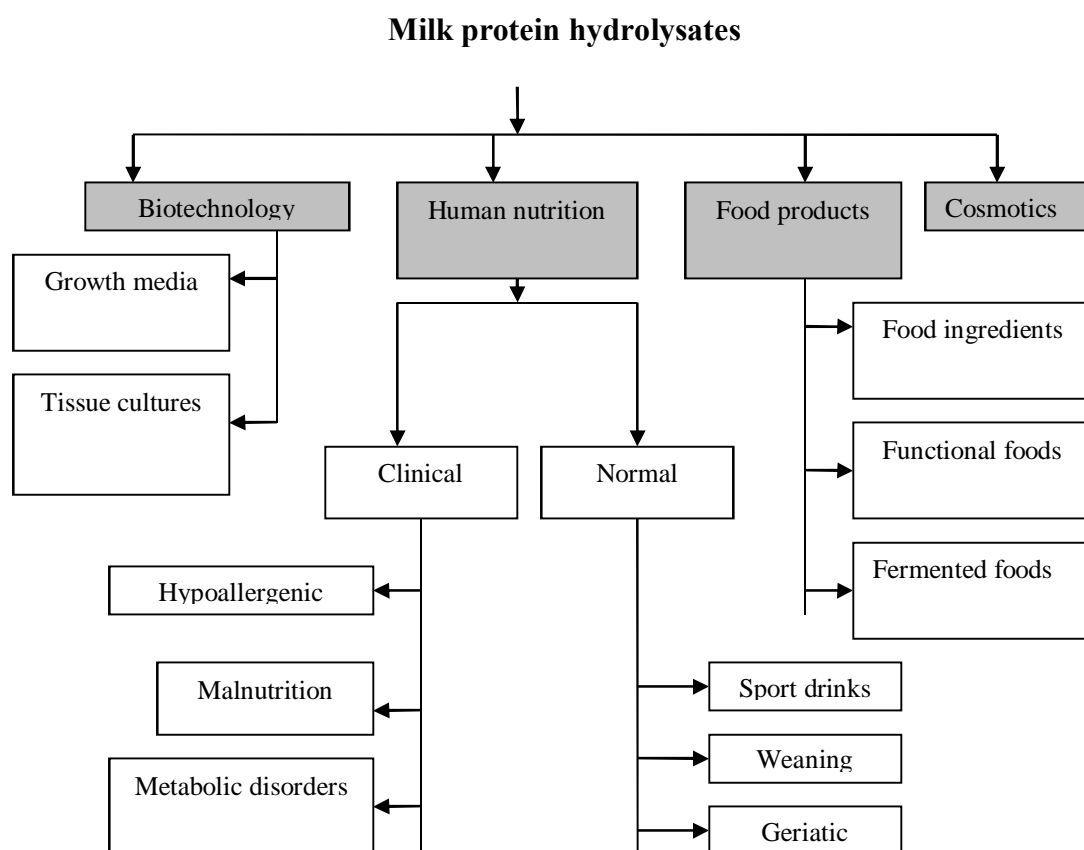 Milk protein hydrolysates
Biotechnology
Human nutrition
Food products
Cosmotics
Growth media
Food ingredients
Tissue cultures
Clinical
Normal
Functional foods
Fermented foods
Hypoallergenic
Malnutrition
Sport drinks
Weaning
Metabolic disorders
Geriatic